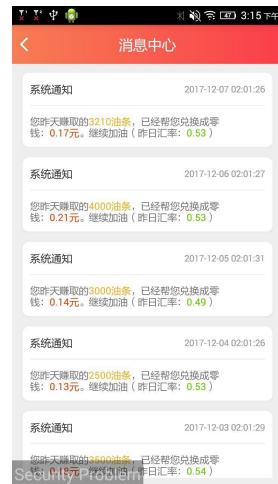 3:15 下午
消息中心
系统通知 2017-12-07 02:01:26
您昨天赚取的3210油条，已经帮您兑换成零
钱：0.17元。继续加油（昨日汇率：0.53）
系统通知 2017-12-06 02:01:27
您昨天赚取的4000油条，已经帮您兑换成零
钱：0.21元。继续加油（昨日汇率：0.53）
系统通知 2017-12-05 02:01:31
您昨天赚取的3000油条，已经帮您兑换成零
钱：0.14元。继续加油（昨日汇率：0.49）
系统通知 2017-12-04 02:01:26
您昨天赚取的2500油条，已经帮您兑换成零
钱：0.13元。继续加油（昨日汇率：0.53）
系统通知 2017-12-03 02:01:29
您昨天赚取的3500油条，已经帮您兑换成零
钱：0.18元。继续加油（昨日汇率：0.54）
Security Problem